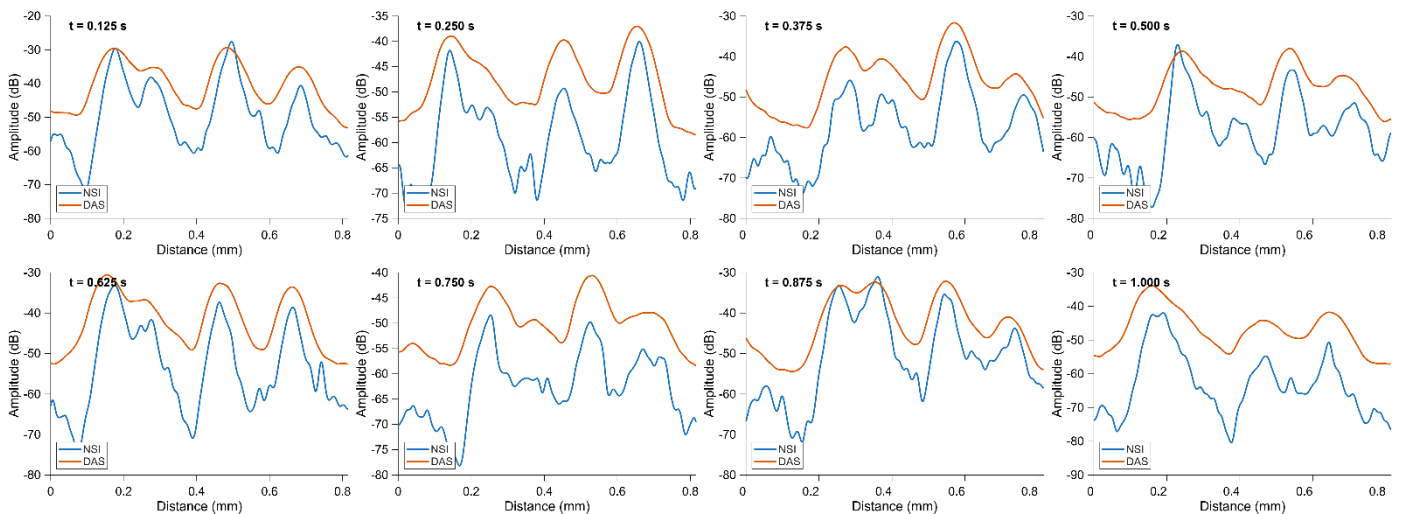 t = 0.125 s
Amplitude (dB)
-20
-30
-40
-50
-60
-70
-80
NSI
DAS
0 0.2 0.4 0.6 0.8
Distance (mm)
t = 0.250 s
Amplitude (dB)
-35
-40
-45
-50
-55
-60
-65
-70
-75
NSI
DAS
0 0.2 0.4 0.6 0.8
Distance (mm)
t = 0.375 s
Amplitude (dB)
-30
-40
-50
-60
-70
-80
NSI
DAS
0 0.2 0.4 0.6 0.8
Distance (mm)
t = 0.500 s
Amplitude (dB)
-30
-40
-50
-60
-70
-80
NSI
DAS
0 0.2 0.4 0.6 0.8
Distance (mm)
t = 0.625 s
Amplitude (dB)
-30
-40
-50
-60
-70
-80
NSI
DAS
0 0.2 0.4 0.6 0.8
Distance (mm)
t = 0.750 s
Amplitude (dB)
-40
-45
-50
-55
-60
-65
-70
-75
-80
NSI
DAS
0 0.2 0.4 0.6 0.8
Distance (mm)
t = 0.875 s
Amplitude (dB)
-30
-40
-50
-60
-70
-80
NSI
DAS
0 0.2 0.4 0.6 0.8
Distance (mm)
t = 1.000 s
Amplitude (dB)
-30
-40
-50
-60
-70
-80
-90
NSI
DAS
0 0.2 0.4 0.6 0.8
Distance (mm)